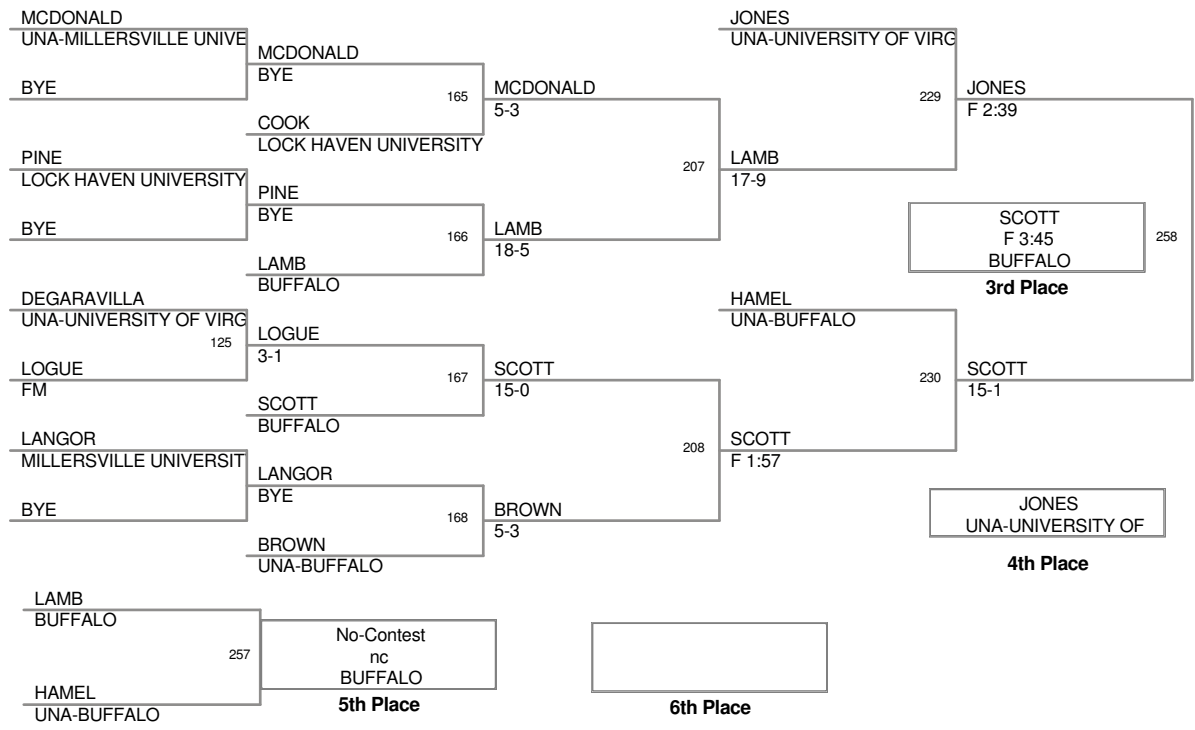 MCDONALD
UNA-MILLERSVILLE UNIVE
BYE
PINE
LOCK HAVEN UNIVERSITY
BYE
DEGARAVILLA
UNA-UNIVERSITY OF VIRG
125
LOGUE
FM
LANGOR
MILLERSVILLE UNIVERSIT
BYE
MCDONALD
BYE
165
COOK
LOCK HAVEN UNIVERSITY
PINE
BYE
166
LAMB
BUFFALO
LOGUE
3-1
167
SCOTT
BUFFALO
LANGOR
BYE
168
BROWN
UNA-BUFFALO
MCDONALD
5-3
207
LAMB
18-5
SCOTT
15-0
208
BROWN
5-3
JONES
UNA-UNIVERSITY OF VIRG
229
LAMB
17-9
HAMEL
UNA-BUFFALO
230
SCOTT
F 1:57
JONES
F 2:39
258
SCOTT
15-1
SCOTT
F 3:45
BUFFALO
3rd Place
JONES
UNA-UNIVERSITY OF
4th Place
LAMB
BUFFALO
257
HAMEL
UNA-BUFFALO
No-Contest
nc
BUFFALO
5th Place
6th Place